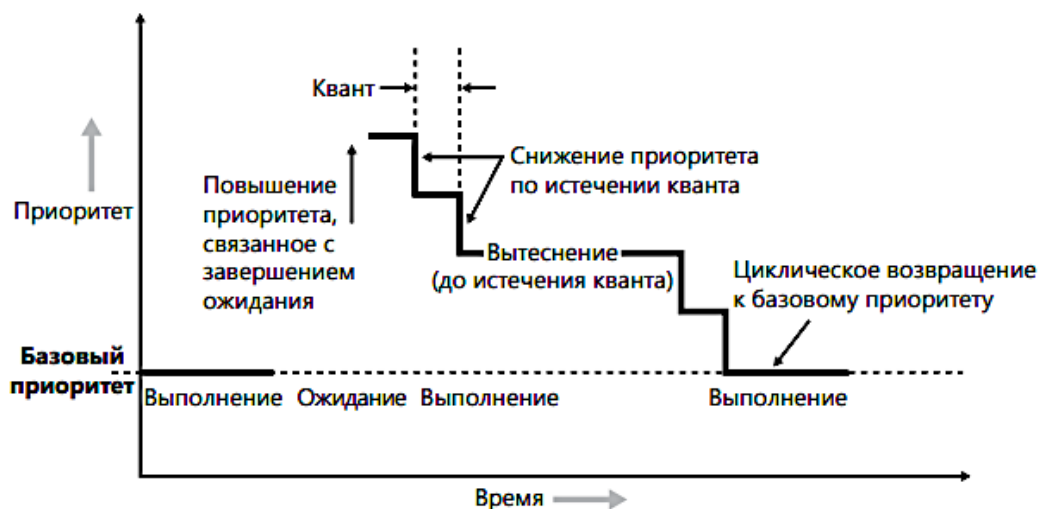 Квант
Снижение приоритета
по истечении кванта
Приоритет
Повышение
приоритета,
связанное с
завершением
ожидания
Вытеснение
(до истечения кванта)
Циклическое возвращение
к базовому приоритету
Базовый
приоритет
Выполнение Ожидание Выполнение Выполнение
Время